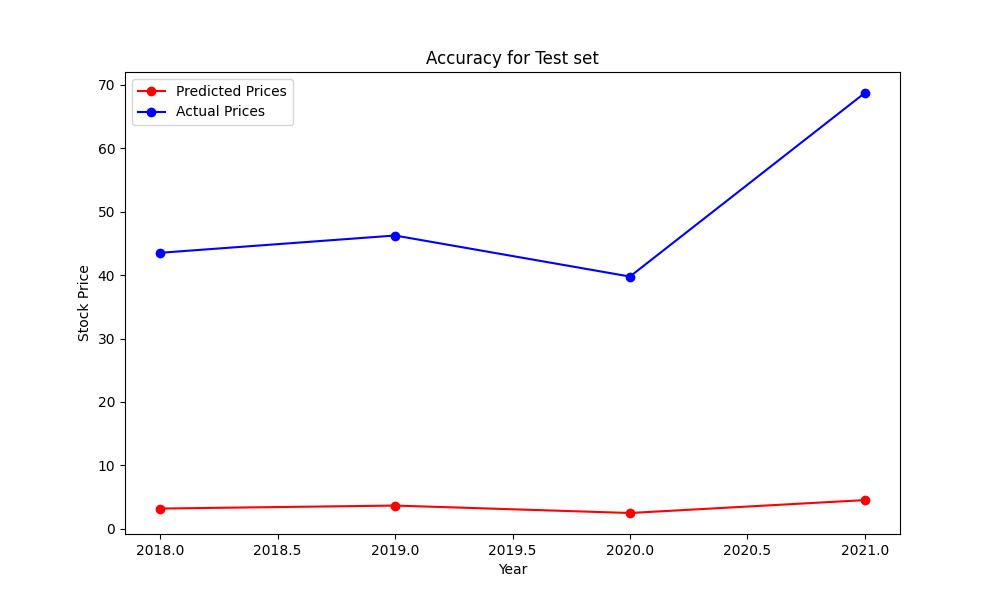 Accuracy for Test set
Predicted Prices
Actual Prices
70
60
50
40
30
20
10
0
Stock Price
2018.0 2018.5 2019.0 2019.5 2020.0 2020.5 2021.0
Year